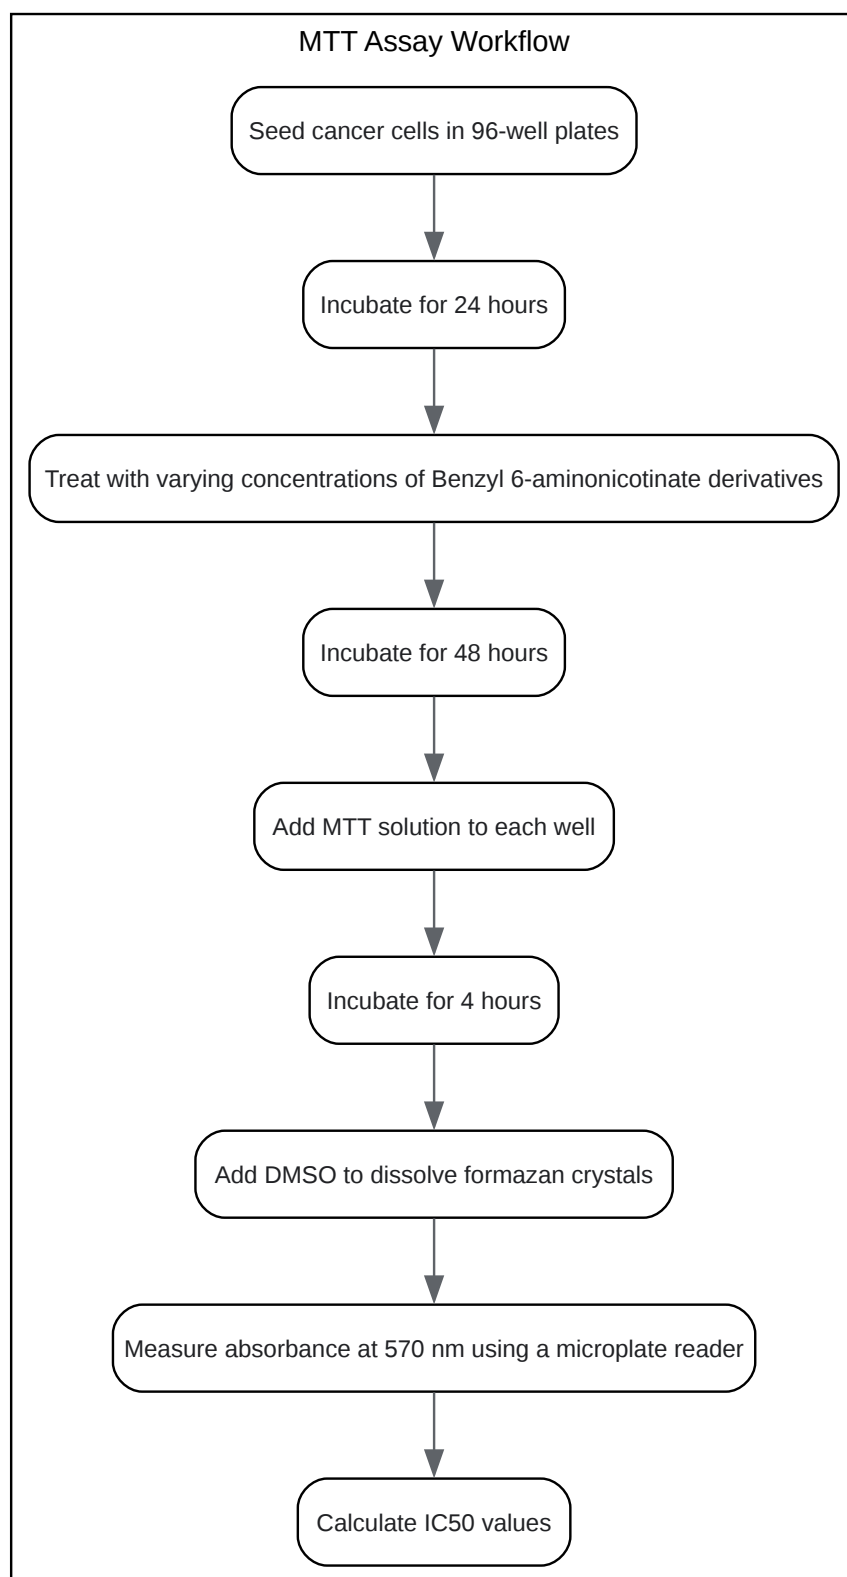 MTT Assay Workflow
Seed cancer cells in 96-well plates
Incubate for 24 hours
Treat with varying concentrations of Benzyl 6-aminonicotinate derivatives
Incubate for 48 hours
Add MTT solution to each well
Incubate for 4 hours
Add DMSO to dissolve formazan crystals
Measure absorbance at 570 nm using a microplate reader
Calculate IC50 values